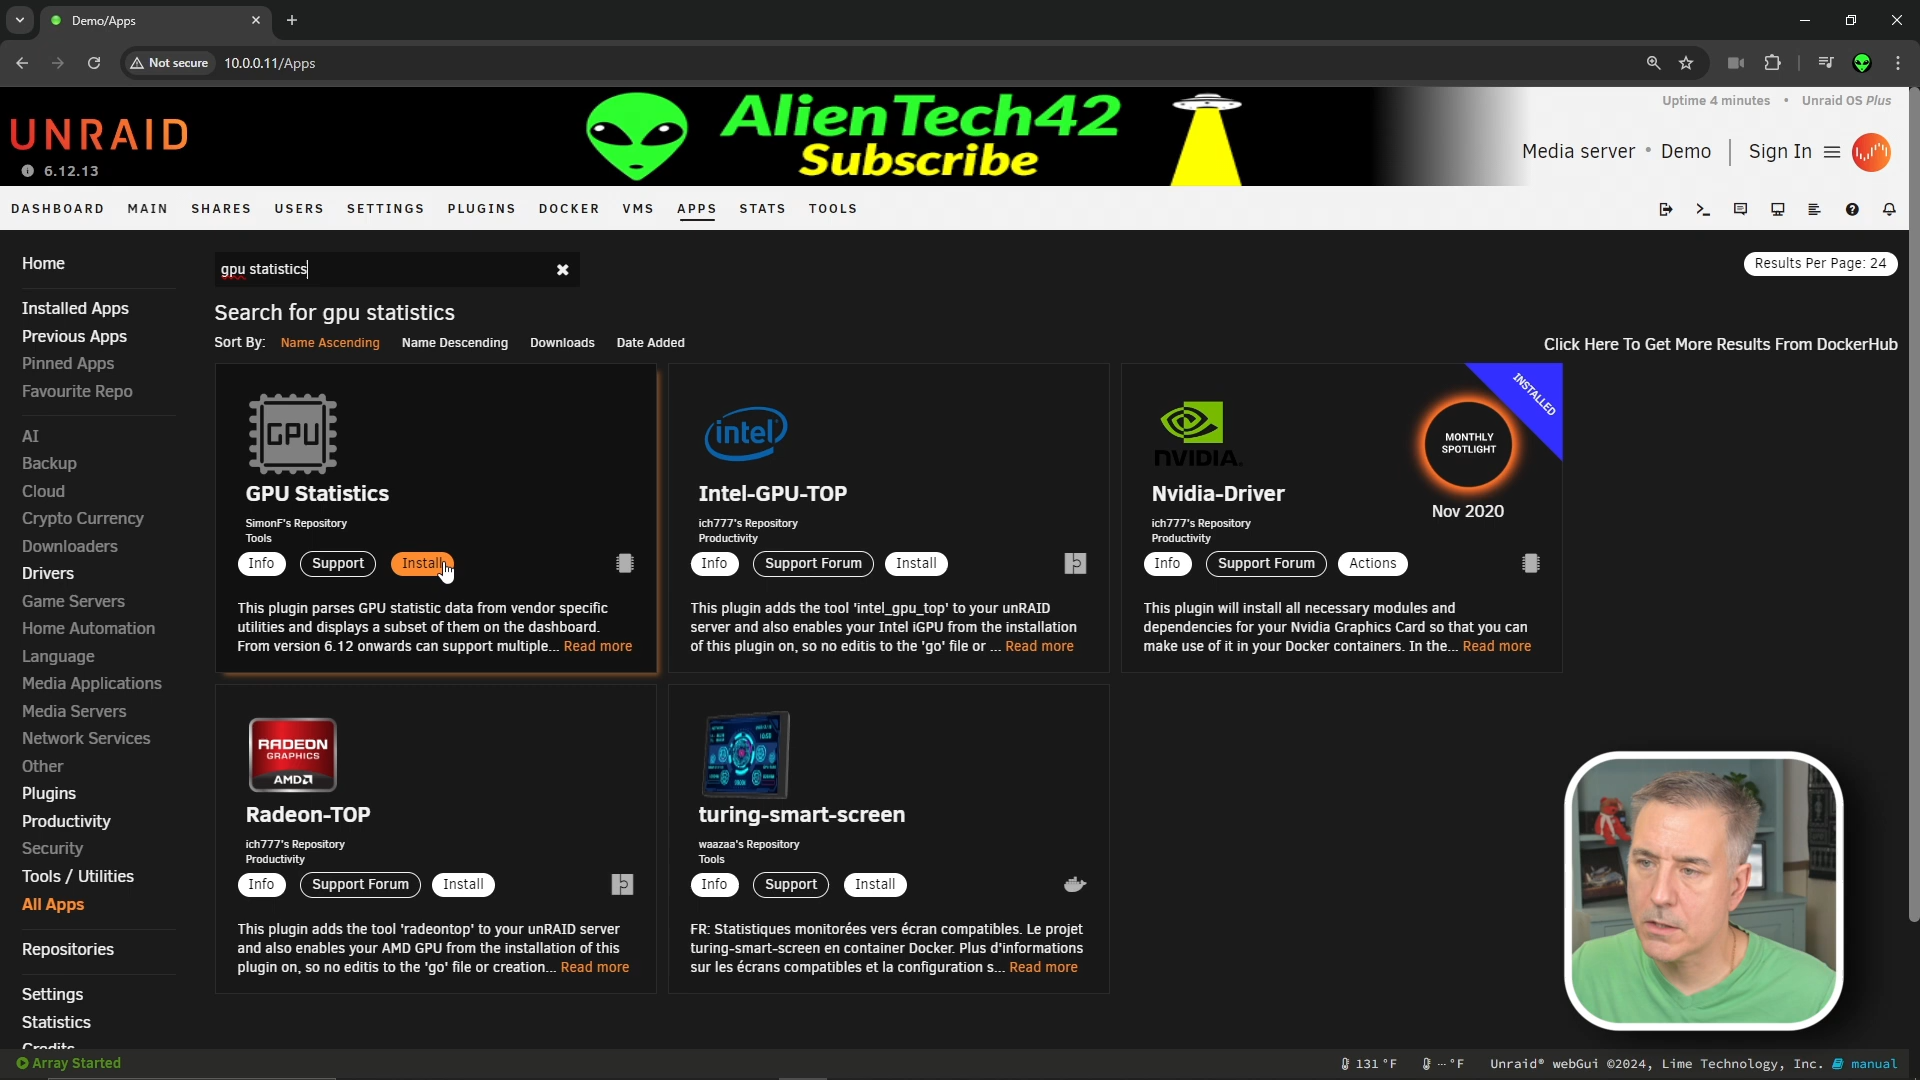 Demo/Apps
Not secure
10.0.0.11/Apps
AlienTech42
Subscribe
Uptime 4 minutes • Unraid OS Plus
UNRAID
6.12.13
Media server • Demo
Sign In
DASHBOARD MAIN SHARES USERS SETTINGS PLUGINS DOCKER VMS APPS STATS TOOLS
Home
Installed Apps
Previous Apps
Pinned Apps
Favourite Repo
AI
Backup
Cloud
Crypto Currency
Downloaders
Drivers
Game Servers
Home Automation
Language
Media Applications
Media Servers
Network Services
Other
Plugins
Productivity
Security
Tools / Utilities
All Apps
Repositories
Settings
Statistics
Credits
gpu statistics
Results Per Page: 24
Search for gpu statistics
Sort By: Name Ascending Name Descending Downloads Date Added
Click Here To Get More Results From DockerHub
GPU
GPU Statistics
SimonF's Repository
Tools
Info Support Install
This plugin parses GPU statistic data from vendor specific
utilities and displays a subset of them on the dashboard.
From version 6.12 onwards can support multiple... Read more
intel
Intel-GPU-TOP
ich777's Repository
Productivity
Info Support Forum Install
This plugin adds the tool 'intel_gpu_top' to your unRAID
server and also enables your Intel iGPU from the installation
of this plugin on, so no editis to the 'go' file or ... Read more
NVIDIA.
INSTALLED
MONTHLY
SPOTLIGHT
Nov 2020
Nvidia-Driver
ich777's Repository
Productivity
Info Support Forum Actions
This plugin will install all necessary modules and
dependencies for your Nvidia Graphics Card so that you can
make use of it in your Docker containers. In the... Read more
RADEON
GRAPHICS
AMD
Radeon-TOP
ich777's Repository
Productivity
Info Support Forum Install
This plugin adds the tool 'radeontop' to your unRAID server
and also enables your AMD GPU from the installation of this
plugin on, so no editis to the 'go' file or creation... Read more
turing-smart-screen
waazaa's Repository
Tools
Info Support Install
FR: Statistiques monitorées vers écran compatibles. Le projet
turing-smart-screen en container Docker. Plus d'informations
sur les écrans compatibles et la configuration s... Read more
Array Started
131 °F
-- °F
Unraid® webGui ©2024, Lime Technology, Inc. manual